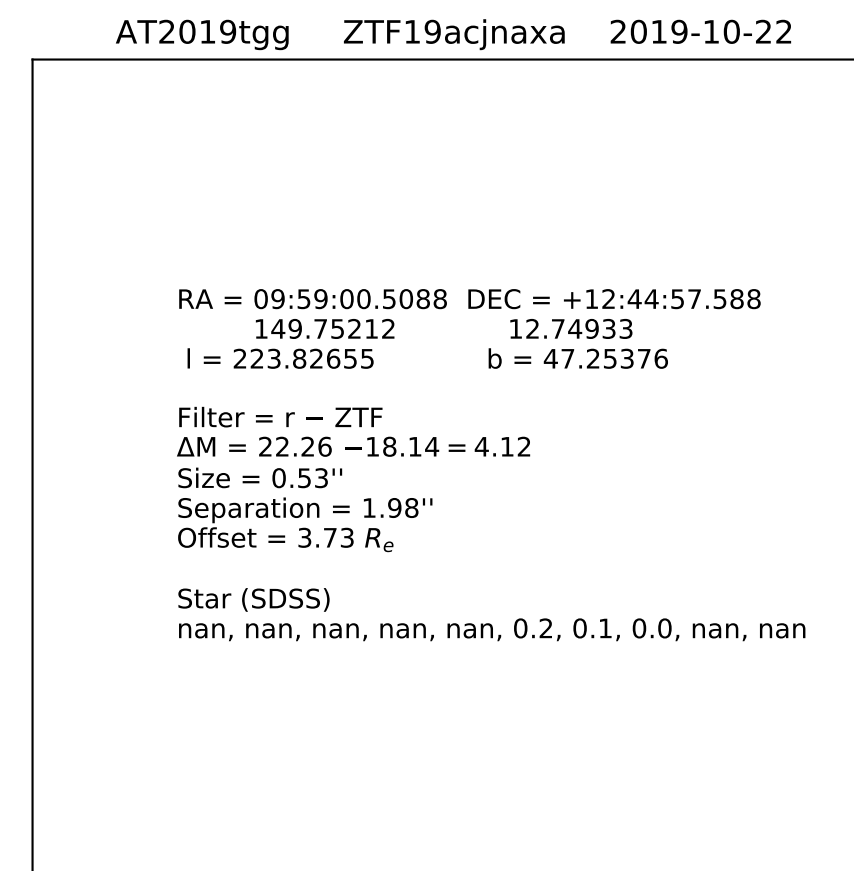 AT2019tgg ZTF19acjnaxa 2019-10-22
RA = 09:59:00.5088 DEC = +12:44:57.588
149.75212 12.74933
l = 223.82655 b = 47.25376
Filter = r − ZTF
ΔM = 22.26 −18.14 = 4.12
Size = 0.53''
Separation = 1.98''
Offset = 3.73 Re
Star (SDSS)
nan, nan, nan, nan, nan, 0.2, 0.1, 0.0, nan, nan